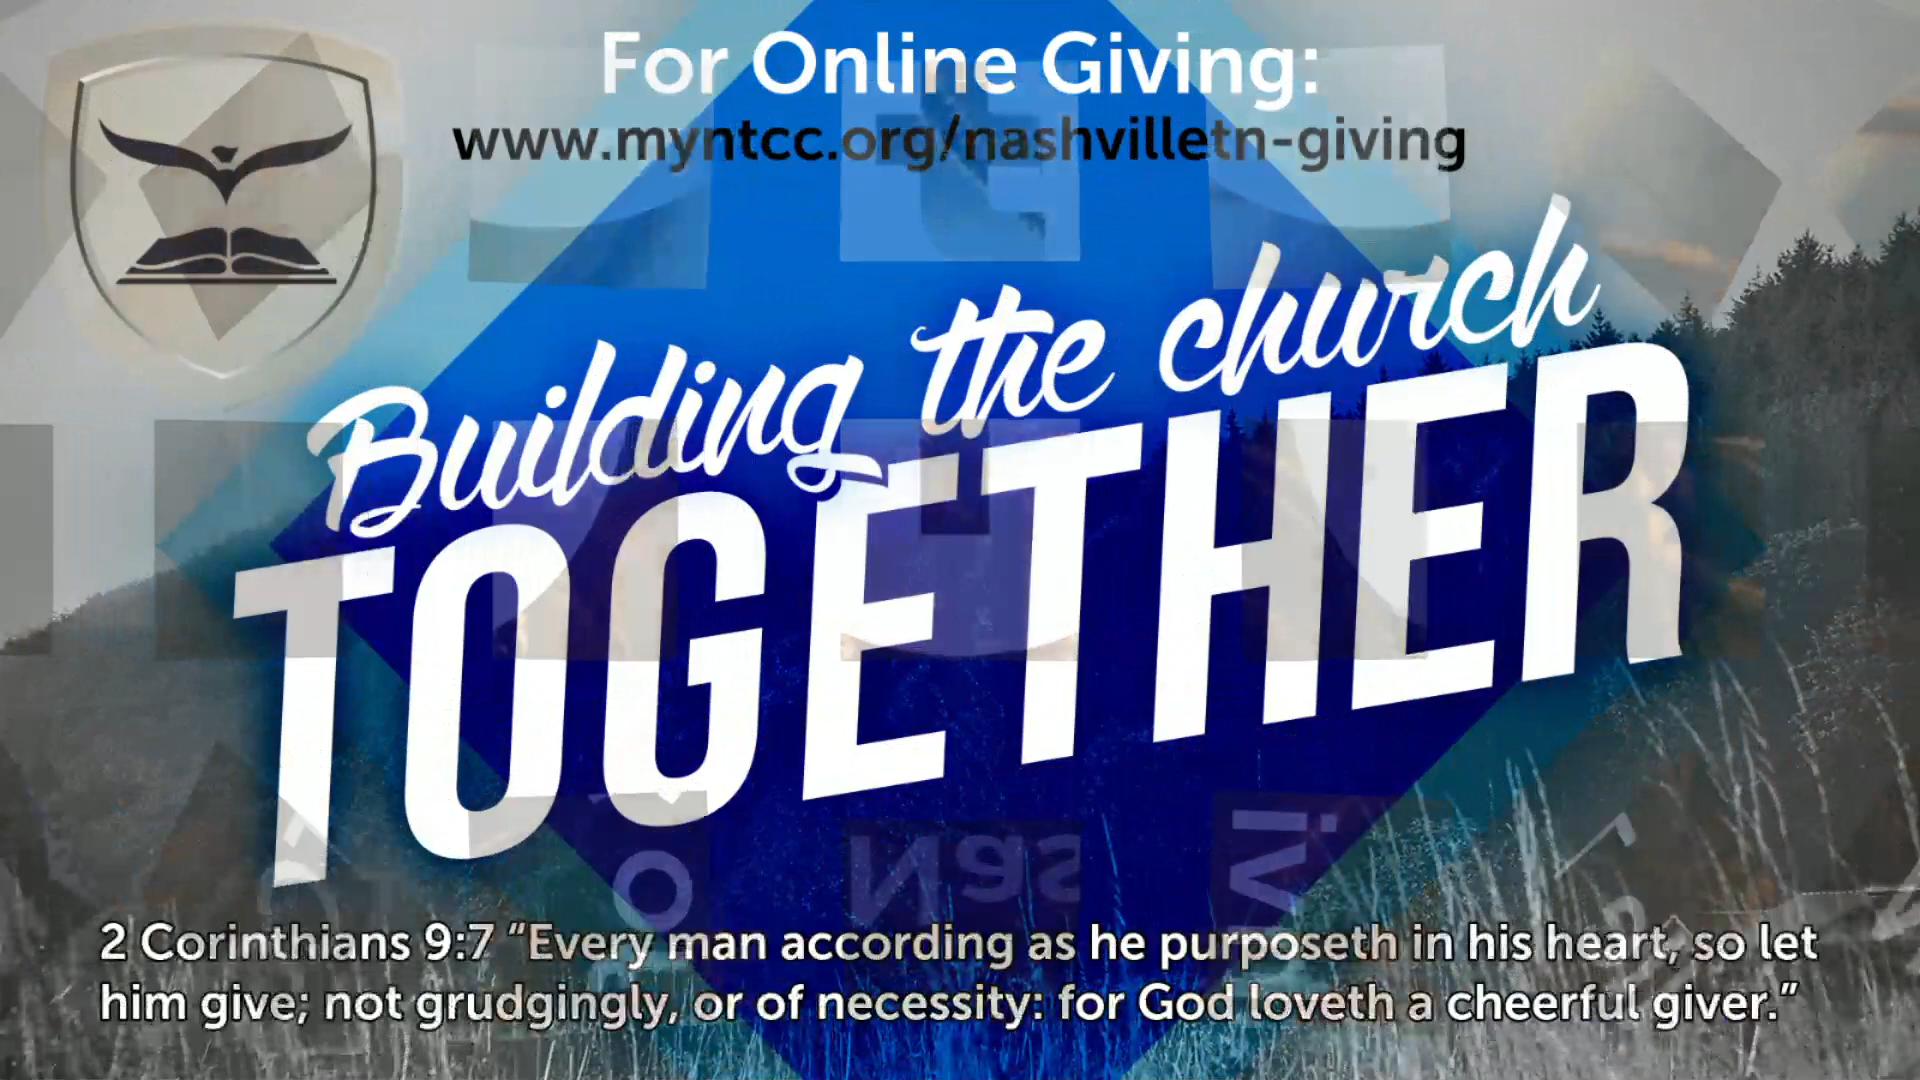 For Online Giving:
www.myntcc.org/nashvilletn-giving
Building the church
TOGETHER
2 Corinthians 9:7 “Every man according as he purposeth in his heart, so let
him give; not grudgingly, or of necessity: for God loveth a cheerful giver.”